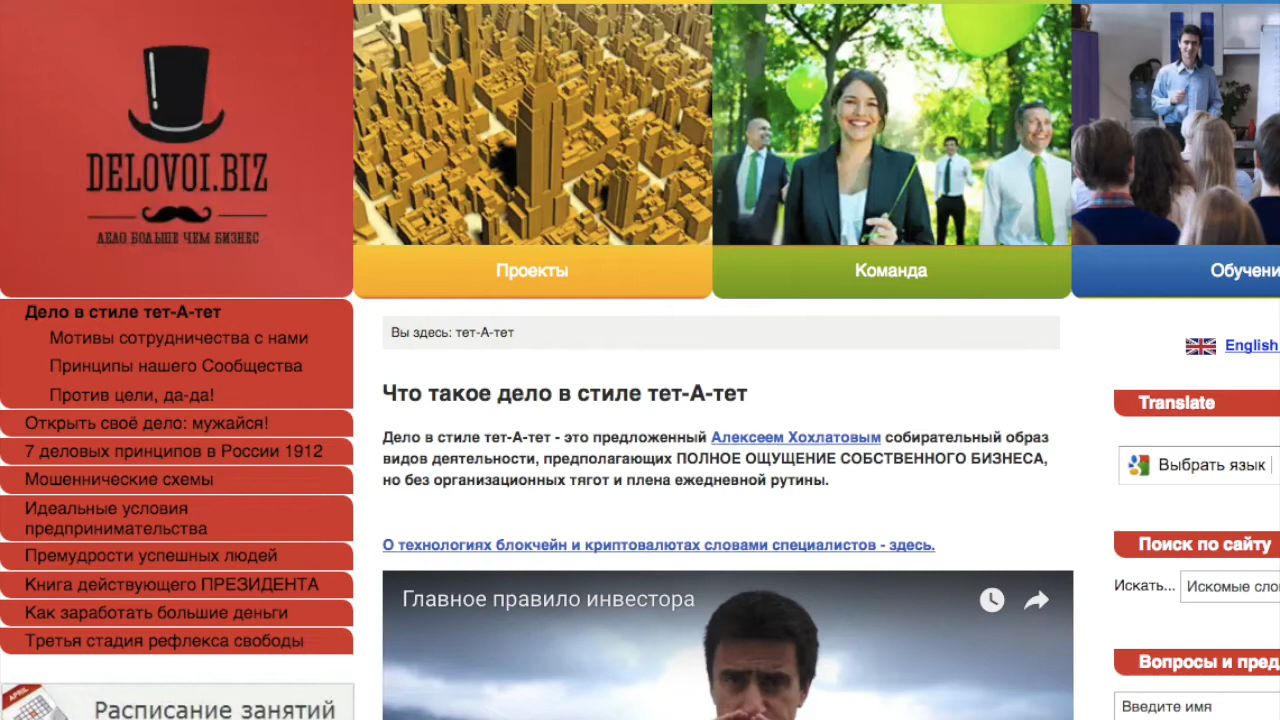 DELOVOI.BIZ
ДЕЛО БОЛЬШЕ ЧЕМ БИЗНЕС
Проекты
Команда
Обучени
Дело в стиле тет-А-тет
Мотивы сотрудничества с нами
Принципы нашего Сообщества
Против цели, да-да!
Открыть своё дело: мужайся!
7 деловых принципов в России 1912
Мошеннические схемы
Идеальные условия
предпринимательства
Премудрости успешных людей
Книга действующего ПРЕЗИДЕНТА
Как заработать большие деньги
Третья стадия рефлекса свободы
APRIL
Расписание занятий
Вы здесь: тет-А-тет
Что такое дело в стиле тет-А-тет
Дело в стиле тет-А-тет - это предложенный Алексеем Хохлатовым собирательный образ
видов деятельности, предполагающих ПОЛНОЕ ОЩУЩЕНИЕ СОБСТВЕННОГО БИЗНЕСА,
но без организационных тягот и плена ежедневной рутины.
О технологиях блокчейн и криптовалютах словами специалистов - здесь.
Главное правило инвестора
English
Translate
Выбрать язык
Поиск по сайту
Искать... Искомые сло
Вопросы и пред
Введите имя